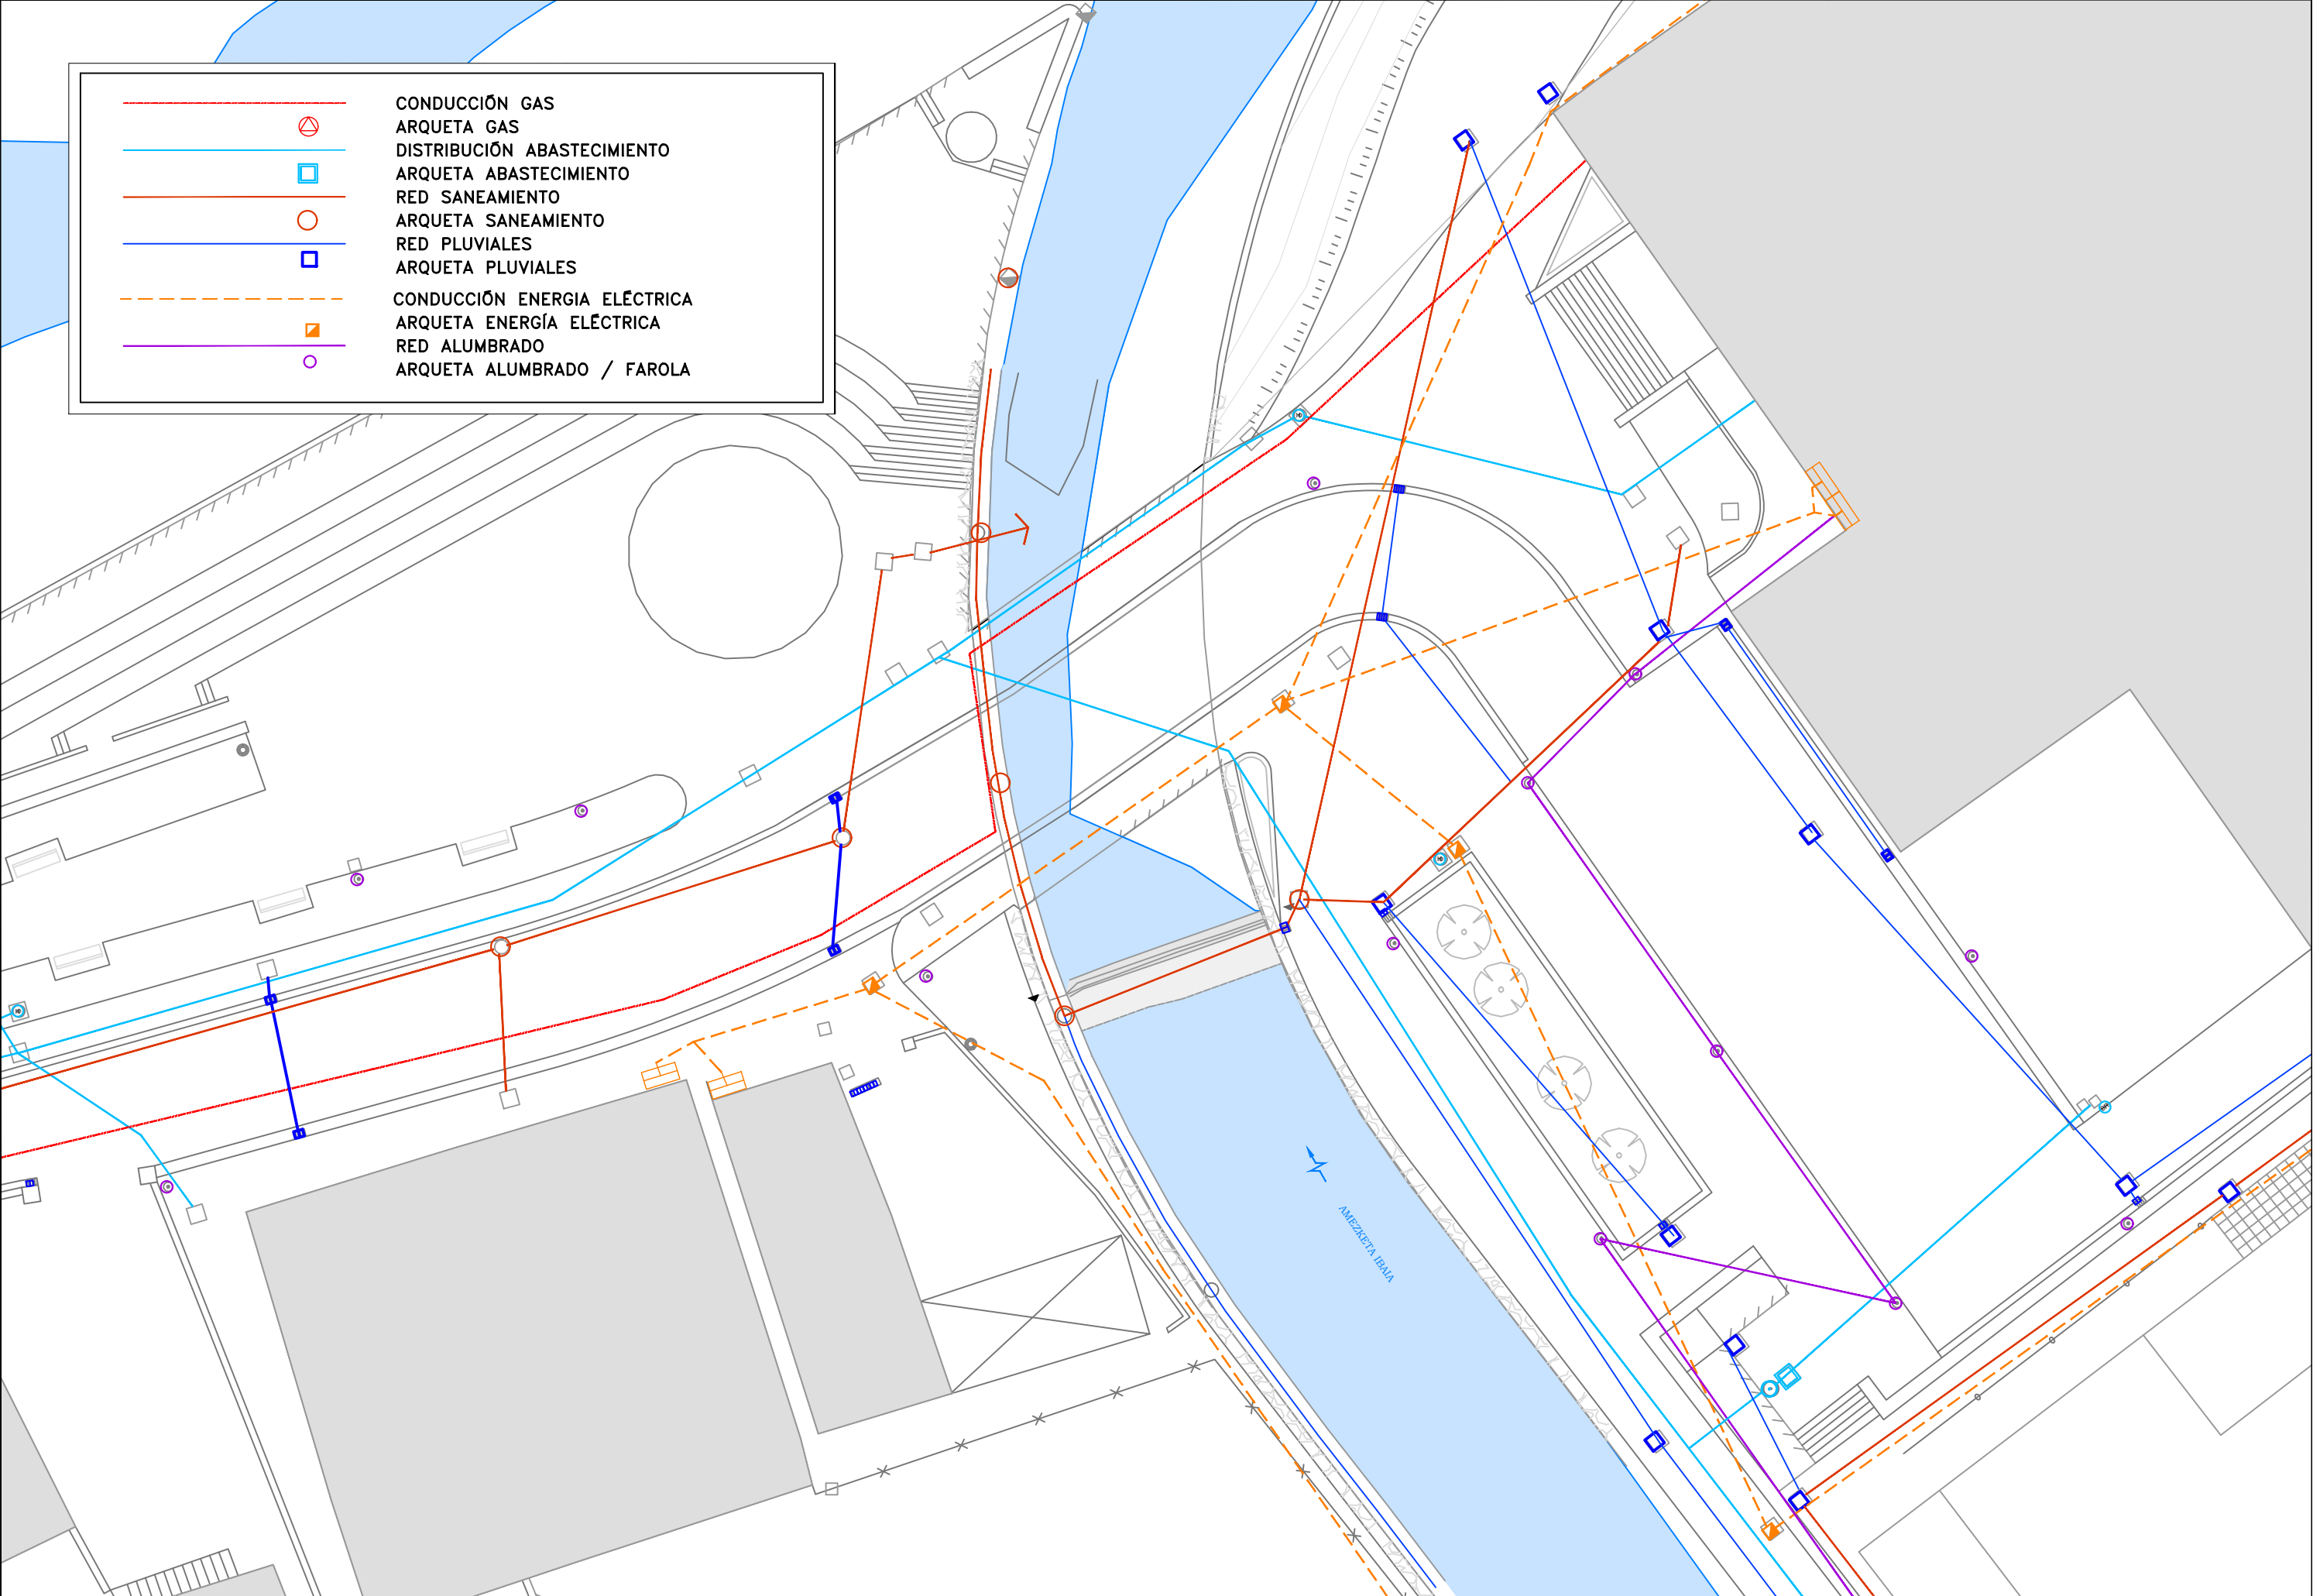 CONDUCCIÓN GAS
ARQUETA GAS
DISTRIBUCIÓN ABASTECIMIENTO
ARQUETA ABASTECIMIENTO
RED SANEAMIENTO
ARQUETA SANEAMIENTO
RED PLUVIALES
ARQUETA PLUVIALES
CONDUCCIÓN ENERGIA ELÉCTRICA
ARQUETA ENERGÍA ELÉCTRICA
RED ALUMBRADO
ARQUETA ALUMBRADO / FAROLA
AMEZKETA IBAIA